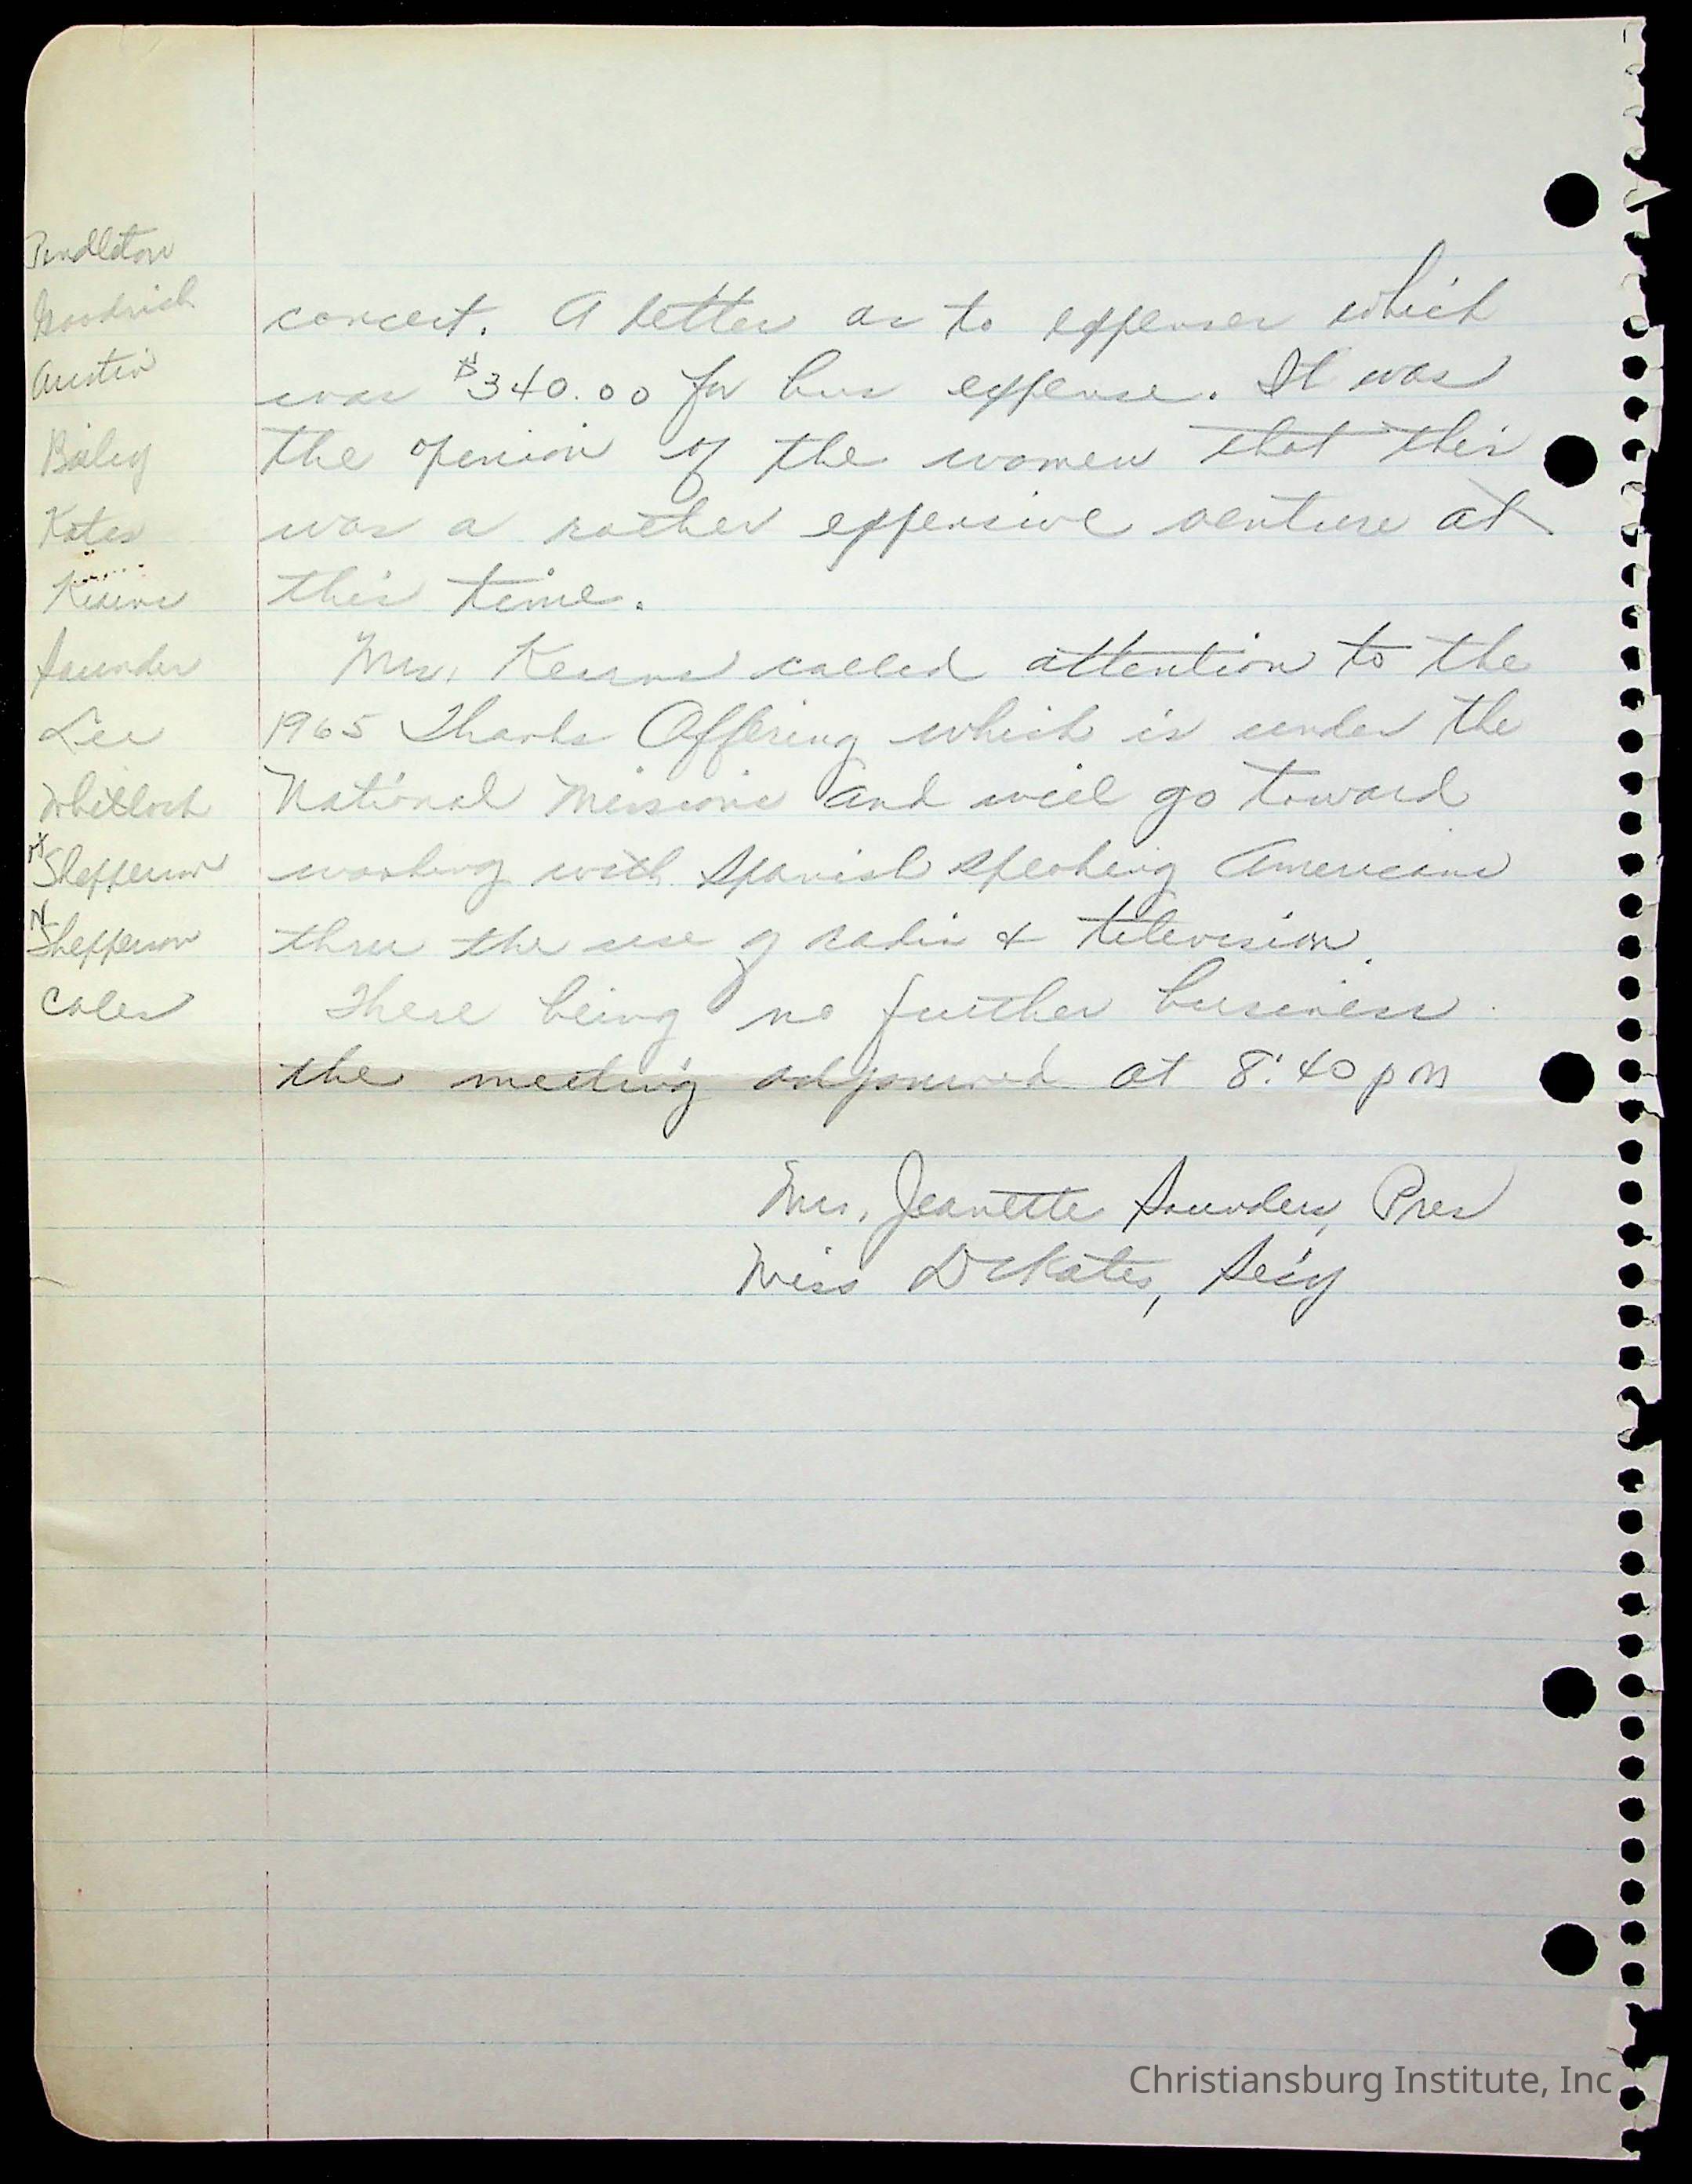 Pendleton
Goodrich
Austin
Bailey
Kates
Kearns
Saunders
Lee
Whitlock
Shepperson
N
Shepperson
Coles
concert. A letter as to expenses which
was $340.00 for bus expense. It was
the openion of the women that this
was a rather expensive venture at
this time.
Mrs. Kearns called attention to the
1965 Thanks Offering which is under the
National Missions and will go toward
working with Spanish speaking Americans
thru the use of radio & television.
There being no further business
the meeting adjourned at 8:40 pm
Mrs. Jeanette Saunders, Pres
Miss D Kates, Sec'y
Christiansburg Institute, Inc